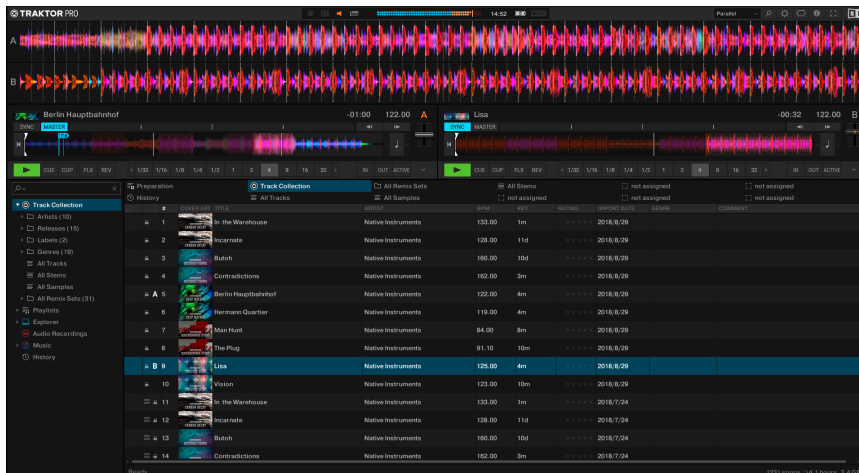 TRAKTOR PRO 14:52 Parallel
A
B
Berlin Hauptbahnhof -01:00 122.00 A
Lisa -00:32 122.00 B
SYNC MASTER
SYNC MASTER
CUE CUP FLX REV 1/32 1/16 1/8 1/4 1/2 1 2 4 8 16 32 IN OUT ACTIVE
CUE CUP FLX REV 1/32 1/16 1/8 1/4 1/2 1 2 4 8 16 32 IN OUT ACTIVE
Preparation Track Collection All Remix Sets All Stems not assigned not assigned
History All Tracks All Samples not assigned not assigned not assigned
Track Collection
Artists (10)
Releases (15)
Labels (2)
Genres (19)
All Tracks
All Stems
All Samples
All Remix Sets (31)
Playlists
Explorer
Audio Recordings
Music
History
# COVER ART TITLE ARTIST BPM KEY RATING IMPORT DATE GENRE COMMENT
1 In the Warehouse Native Instruments 133.00 1m 2018/8/29
2 Incarnate Native Instruments 128.00 11d 2018/8/29
3 Butoh Native Instruments 160.00 10d 2018/8/29
4 Contradictions Native Instruments 162.00 3m 2018/8/29
A 5 Berlin Hauptbahnhof Native Instruments 122.00 4m 2018/8/29
6 Hermann Quartier Native Instruments 119.00 4m 2018/8/29
7 Man Hunt Native Instruments 84.00 8m 2018/8/29
8 The Plug Native Instruments 91.10 10m 2018/8/29
B 9 Lisa Native Instruments 125.00 4m 2018/8/29
10 Vision Native Instruments 123.00 10m 2018/8/29
11 In the Warehouse Native Instruments 133.00 1m 2018/7/24
12 Incarnate Native Instruments 128.00 11d 2018/7/24
13 Butoh Native Instruments 160.00 10d 2018/7/24
14 Contradictions Native Instruments 162.00 3m 2018/7/24
Ready